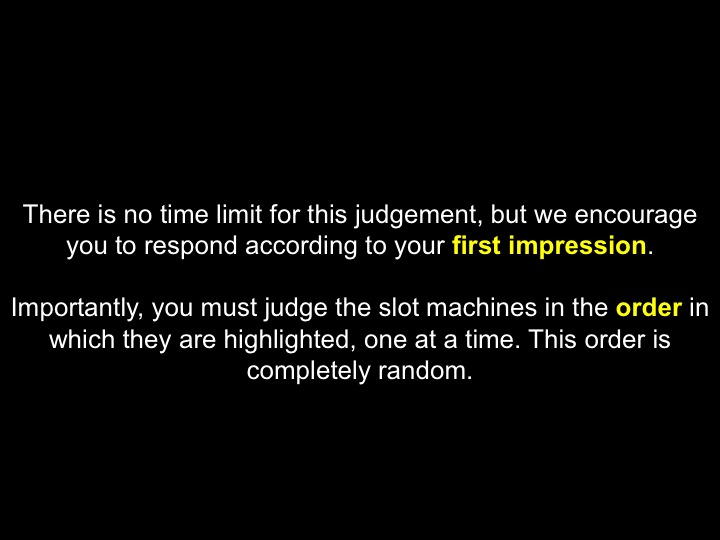 There is no time limit for this judgement, but we encourage
you to respond according to your first impression.
Importantly, you must judge the slot machines in the order in
which they are highlighted, one at a time. This order is
completely random.